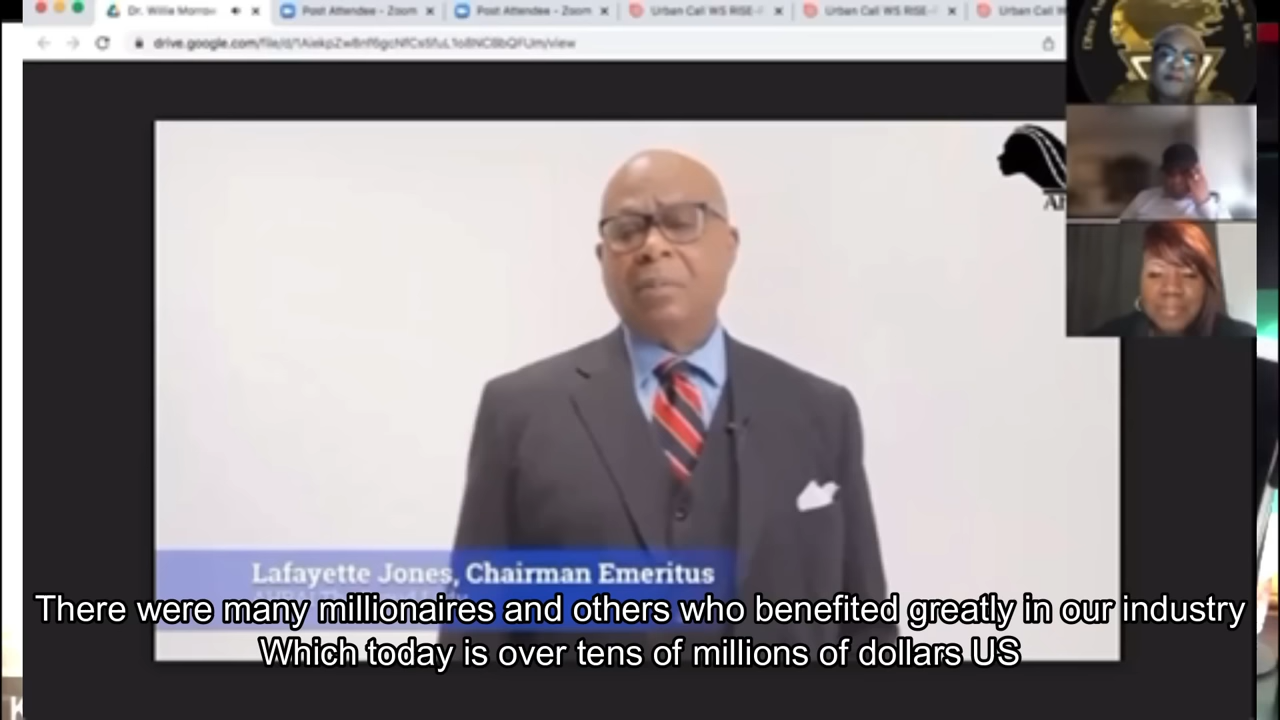 Dr. Willie Morrow
Post Attendee - Zoom
Post Attendee - Zoom
Urban Call WS RISE-
Urban Call WS RISE-
Urban Call W
Lafayette Jones, Chairman Emeritus
There were many millionaires and others who benefited greatly in our industry
Which today is over tens of millions of dollars US